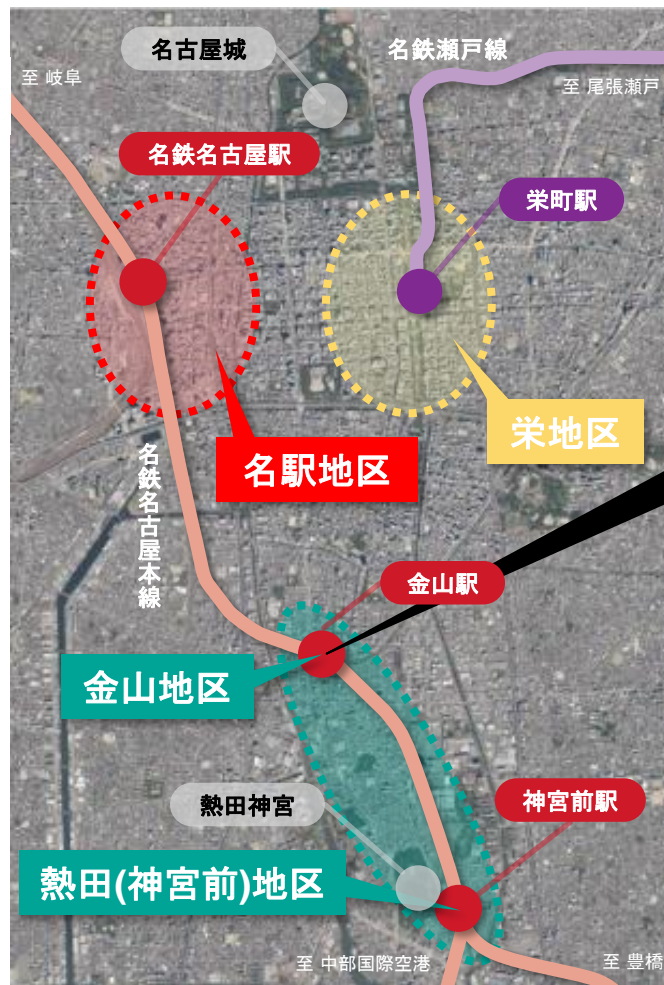 名古屋城
名鉄瀬戸線
至 岐阜
至 尾張瀬戸
名鉄名古屋駅
栄町駅
栄地区
名駅地区
名鉄名古屋本線
金山駅
金山地区
熱田神宮
神宮前駅
熱田(神宮前)地区
至 中部国際空港
至 豊橋